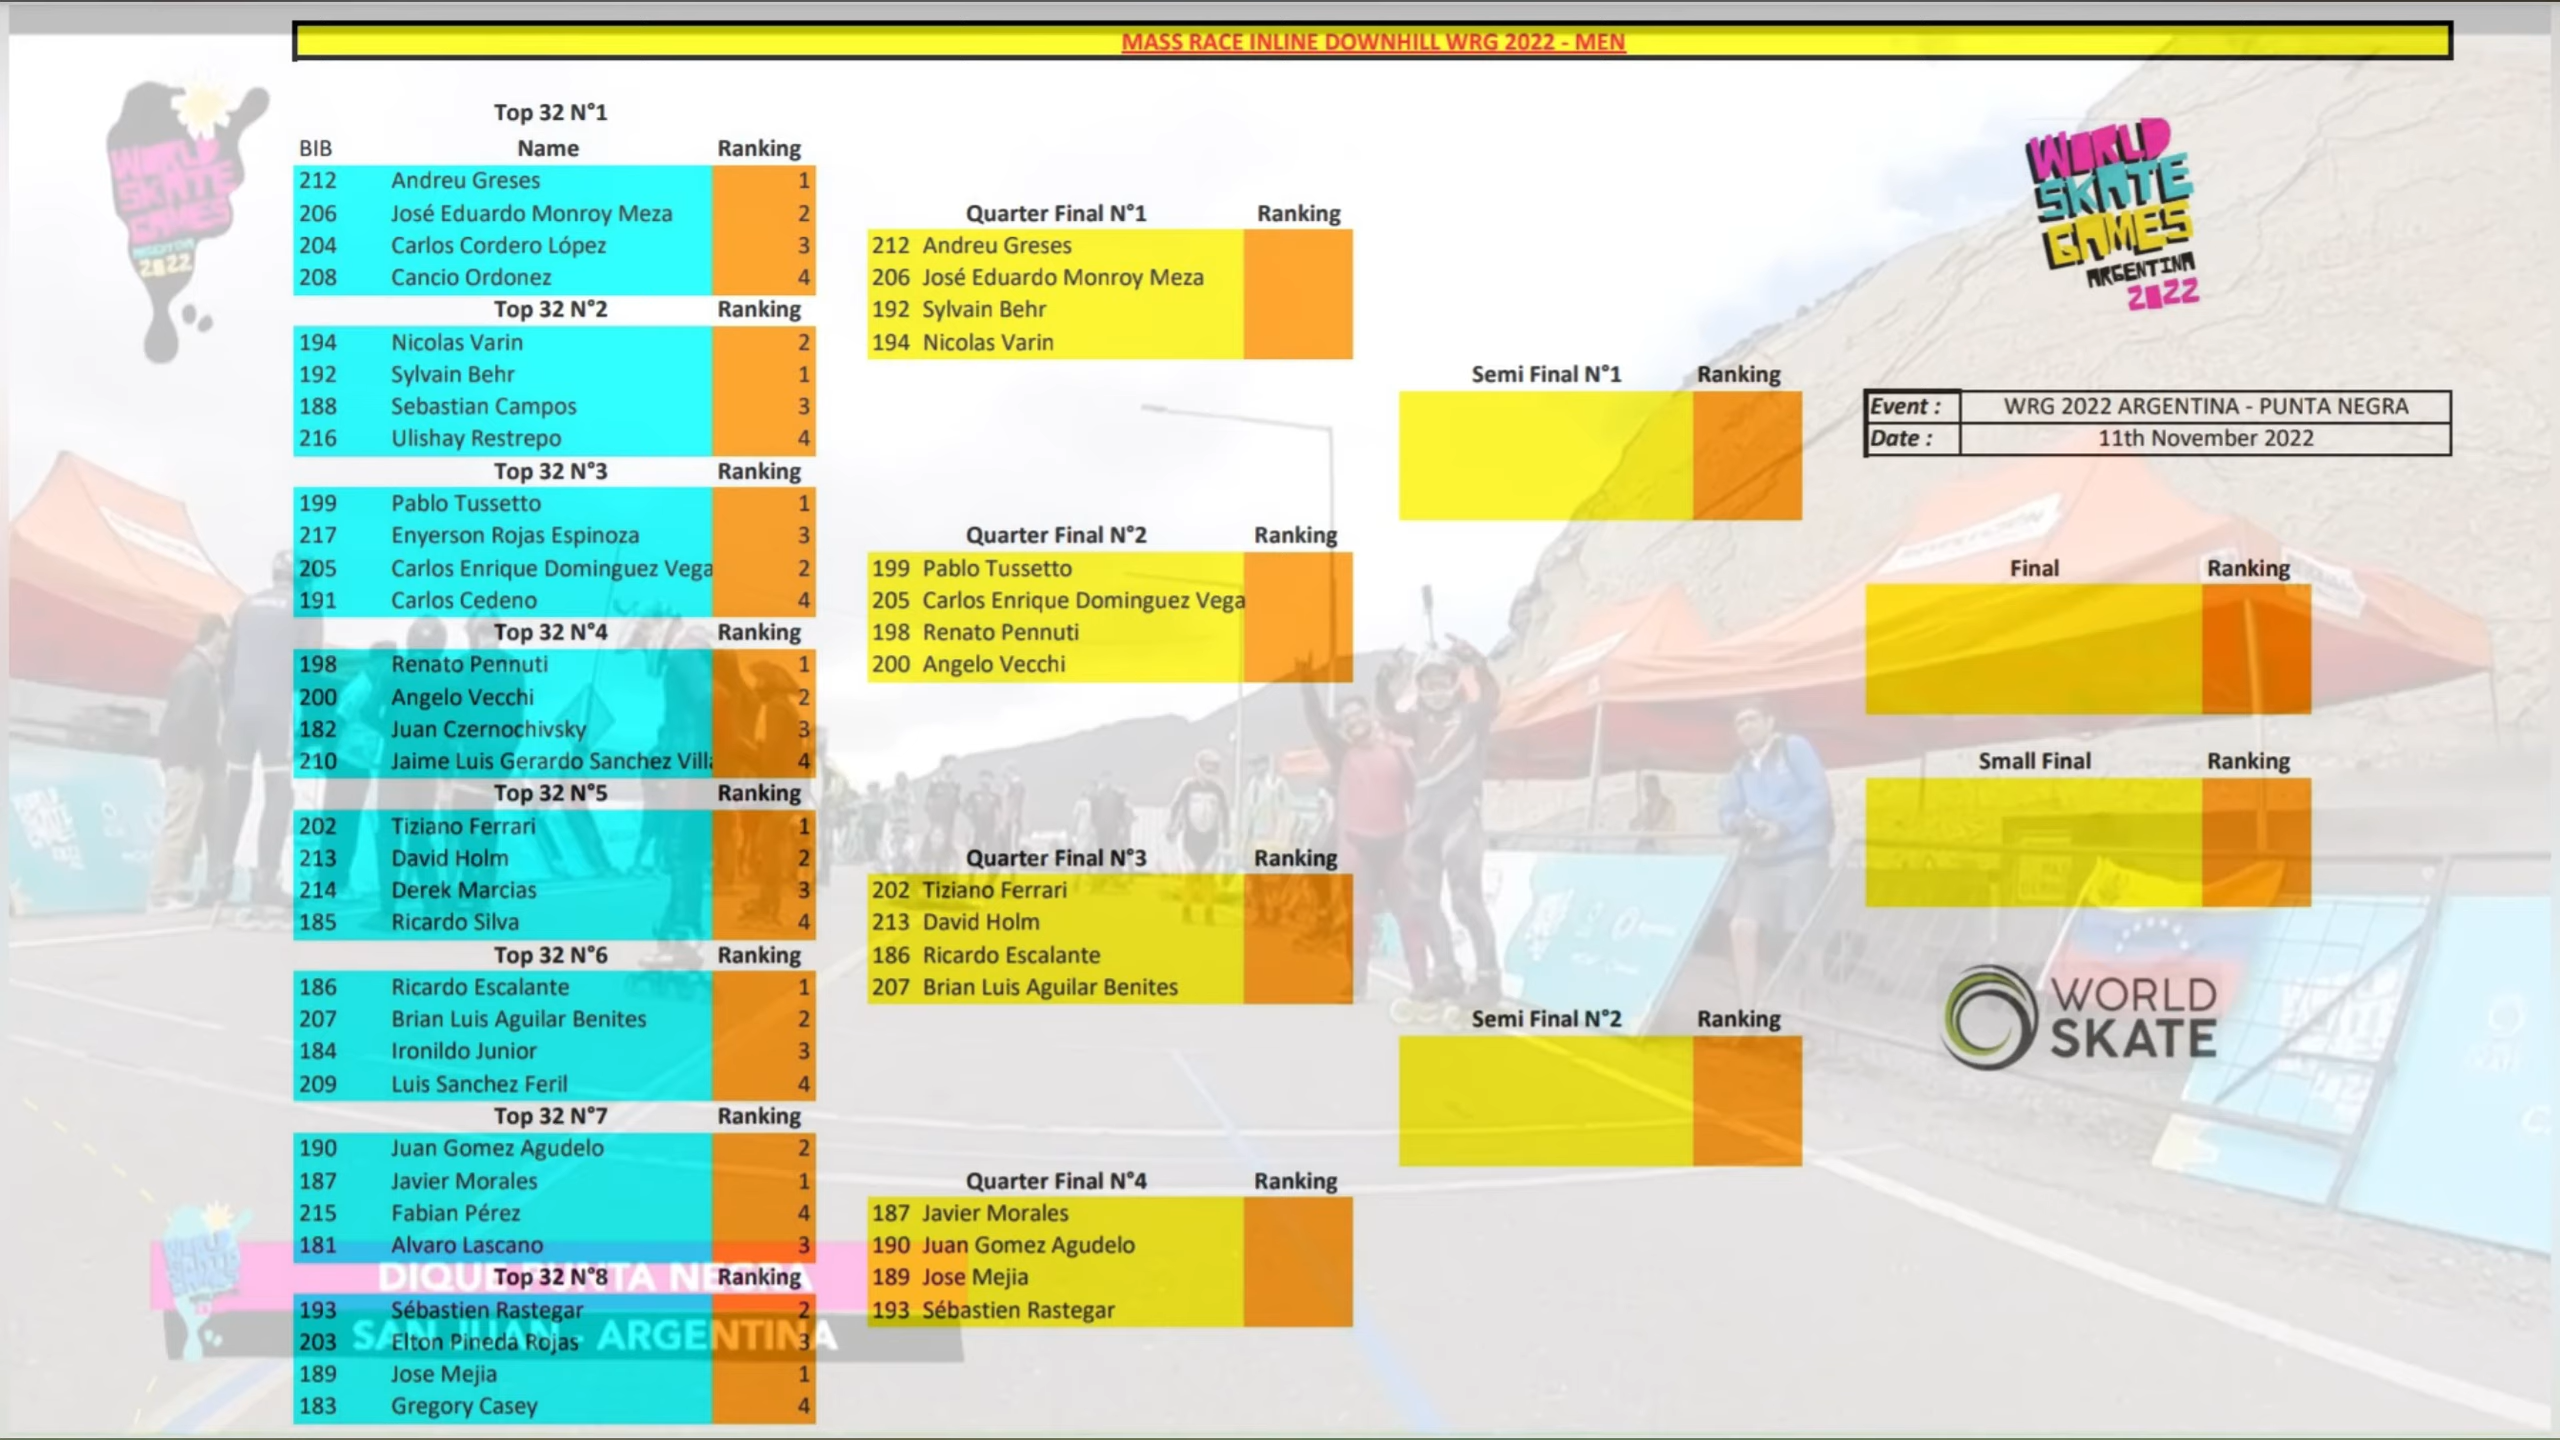 MASS RACE INLINE DOWNHILL WRG 2022 - MEN
WORLD
SKATE
GAMES
ARGENTINA
2022
Top 32 N°1
BIB Name Ranking
212 Andreu Greses 1
206 José Eduardo Monroy Meza 2
204 Carlos Cordero López 3
208 Cancio Ordonez 4
Top 32 N°2 Ranking
194 Nicolas Varin 2
192 Sylvain Behr 1
188 Sebastian Campos 3
216 Ulishay Restrepo 4
Top 32 N°3 Ranking
199 Pablo Tussetto 1
217 Enyerson Rojas Espinoza 3
205 Carlos Enrique Dominguez Vega 2
191 Carlos Cedeno 4
Top 32 N°4 Ranking
198 Renato Pennuti 1
200 Angelo Vecchi 2
182 Juan Czernochivsky 3
210 Jaime Luis Gerardo Sanchez Villa 4
Top 32 N°5 Ranking
202 Tiziano Ferrari 1
213 David Holm 2
214 Derek Marcias 3
185 Ricardo Silva 4
Top 32 N°6 Ranking
186 Ricardo Escalante 1
207 Brian Luis Aguilar Benites 2
184 Ironildo Junior 3
209 Luis Sanchez Feril 4
Top 32 N°7 Ranking
190 Juan Gomez Agudelo 2
187 Javier Morales 1
215 Fabian Pérez 4
181 Alvaro Lascano 3
Top 32 N°8 Ranking
193 Sébastien Rastegar 2
203 Elton Pineda Rojas 3
189 Jose Mejia 1
183 Gregory Casey 4
DIQUE PUNTA NEGRA
SAN JUAN - ARGENTINA
Quarter Final N°1 Ranking
212 Andreu Greses
206 José Eduardo Monroy Meza
192 Sylvain Behr
194 Nicolas Varin
Quarter Final N°2 Ranking
199 Pablo Tussetto
205 Carlos Enrique Dominguez Vega
198 Renato Pennuti
200 Angelo Vecchi
Quarter Final N°3 Ranking
202 Tiziano Ferrari
213 David Holm
186 Ricardo Escalante
207 Brian Luis Aguilar Benites
Quarter Final N°4 Ranking
187 Javier Morales
190 Juan Gomez Agudelo
189 Jose Mejia
193 Sébastien Rastegar
Semi Final N°1 Ranking
Semi Final N°2 Ranking
WORLD
SKATE
GAMES
ARGENTINA
2022
Event : WRG 2022 ARGENTINA - PUNTA NEGRA
Date : 11th November 2022
Final Ranking
Small Final Ranking
WORLD
SKATE